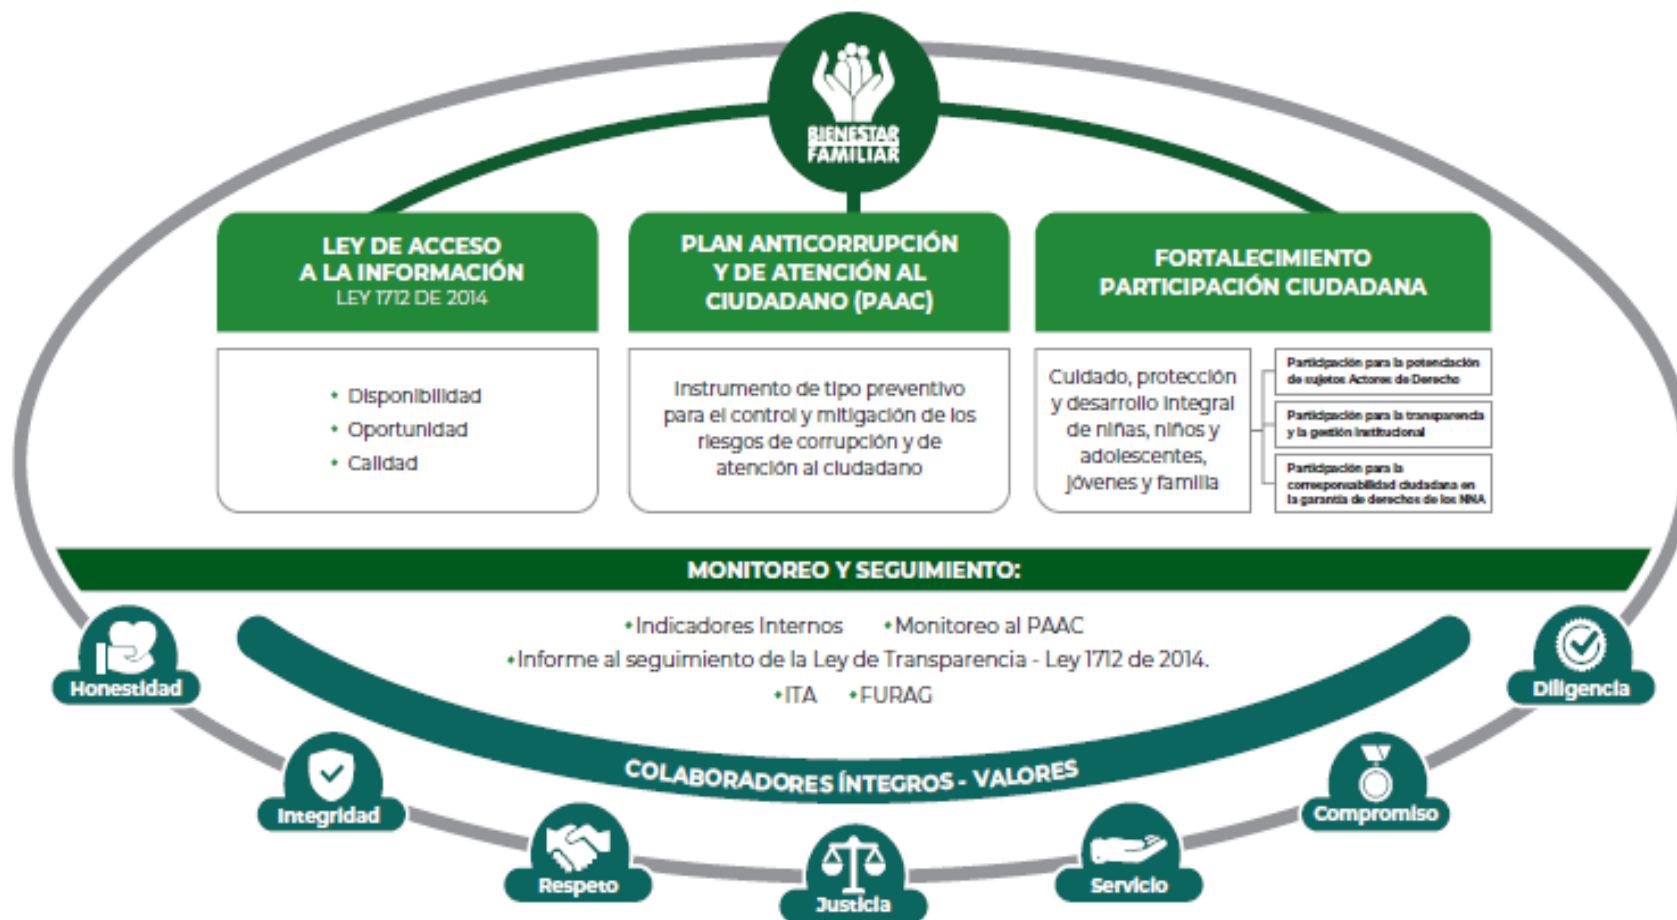 BIENESTAR
FAMILIAR
LEY DE ACCESO
A LA INFORMACIÓN
LEY 1712 DE 2014
• Disponibilidad
• Oportunidad
• Calidad
PLAN ANTICORRUPCIÓN
Y DE ATENCIÓN AL
CIUDADANO (PAAC)
Instrumento de tipo preventivo
para el control y mitigación de los
riesgos de corrupción y de
atención al ciudadano
FORTALECIMIENTO
PARTICIPACIÓN CIUDADANA
Cuidado, protección
y desarrollo integral
de niñas, niños y
adolescentes,
jóvenes y familia
Participación para la potenciación
de sujetos Actores de Derecho
Participación para la transparencia
y la gestión institucional
Participación para la
corresponsabilidad ciudadana en
la garantía de derechos de los NNA
MONITOREO Y SEGUIMIENTO:
•Indicadores Internos •Monitoreo al PAAC
•Informe al seguimiento de la Ley de Transparencia - Ley 1712 de 2014.
•ITA •FURAG
COLABORADORES ÍNTEGROS - VALORES
Honestidad
Integridad
Respeto
Justicia
Servicio
Compromiso
Diligencia